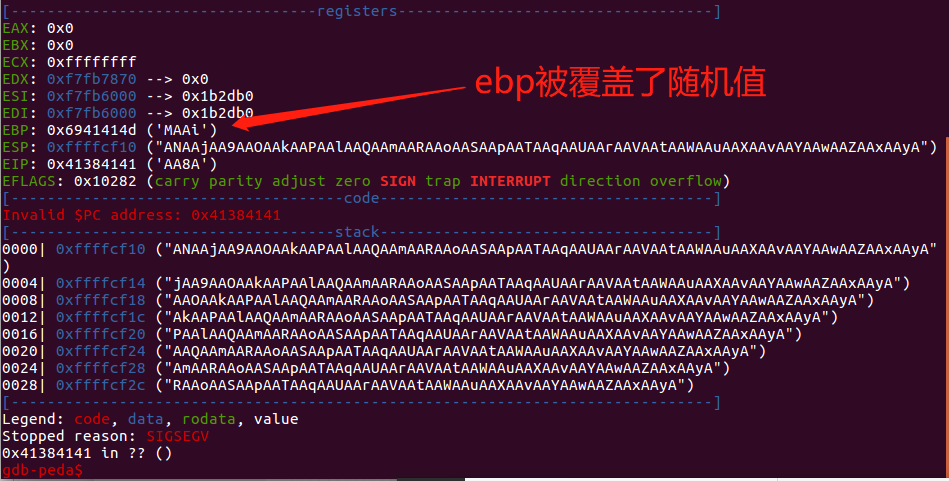 [----------------------------------registers-----------------------------------]
EAX: 0x0
EBX: 0x0
ECX: 0xffffffff
EDX: 0xf7fb7870 --> 0x0
ESI: 0xf7fb6000 --> 0x1b2db0
EDI: 0xf7fb6000 --> 0x1b2db0
ebp被覆盖了随机值
EBP: 0x6941414d ('MAAi')
ESP: 0xffffcf10 ("ANAAjAA9AAOAAkAAPAAlAAQAAmAARAAoAASAApAATAAqAAUAArAAVAAtAAWAAuAAXAAvAAYAAwAAZAAxAAyA")
EIP: 0x41384141 ('AA8A')
EFLAGS: 0x10282 (carry parity adjust zero SIGN trap INTERRUPT direction overflow)
[-------------------------------------code-------------------------------------]
Invalid $PC address: 0x41384141
[------------------------------------stack-------------------------------------]
0000| 0xffffcf10 ("ANAAjAA9AAOAAkAAPAAlAAQAAmAARAAoAASAApAATAAqAAUAArAAVAAtAAWAAuAAXAAvAAYAAwAAZAAxAAyA"
)
0004| 0xffffcf14 ("jAA9AAOAAkAAPAAlAAQAAmAARAAoAASAApAATAAqAAUAArAAVAAtAAWAAuAAXAAvAAYAAwAAZAAxAAyA")
0008| 0xffffcf18 ("AAOAAkAAPAAlAAQAAmAARAAoAASAApAATAAqAAUAArAAVAAtAAWAAuAAXAAvAAYAAwAAZAAxAAyA")
0012| 0xffffcf1c ("AkAAPAAlAAQAAmAARAAoAASAApAATAAqAAUAArAAVAAtAAWAAuAAXAAvAAYAAwAAZAAxAAyA")
0016| 0xffffcf20 ("PAAlAAQAAmAARAAoAASAApAATAAqAAUAArAAVAAtAAWAAuAAXAAvAAYAAwAAZAAxAAyA")
0020| 0xffffcf24 ("AAQAAmAARAAoAASAApAATAAqAAUAArAAVAAtAAWAAuAAXAAvAAYAAwAAZAAxAAyA")
0024| 0xffffcf28 ("AmAARAAoAASAApAATAAqAAUAArAAVAAtAAWAAuAAXAAvAAYAAwAAZAAxAAyA")
0028| 0xffffcf2c ("RAAoAASAApAATAAqAAUAArAAVAAtAAWAAuAAXAAvAAYAAwAAZAAxAAyA")
[------------------------------------------------------------------------------]
Legend: code, data, rodata, value
Stopped reason: SIGSEGV
0x41384141 in ?? ()
gdb-peda$